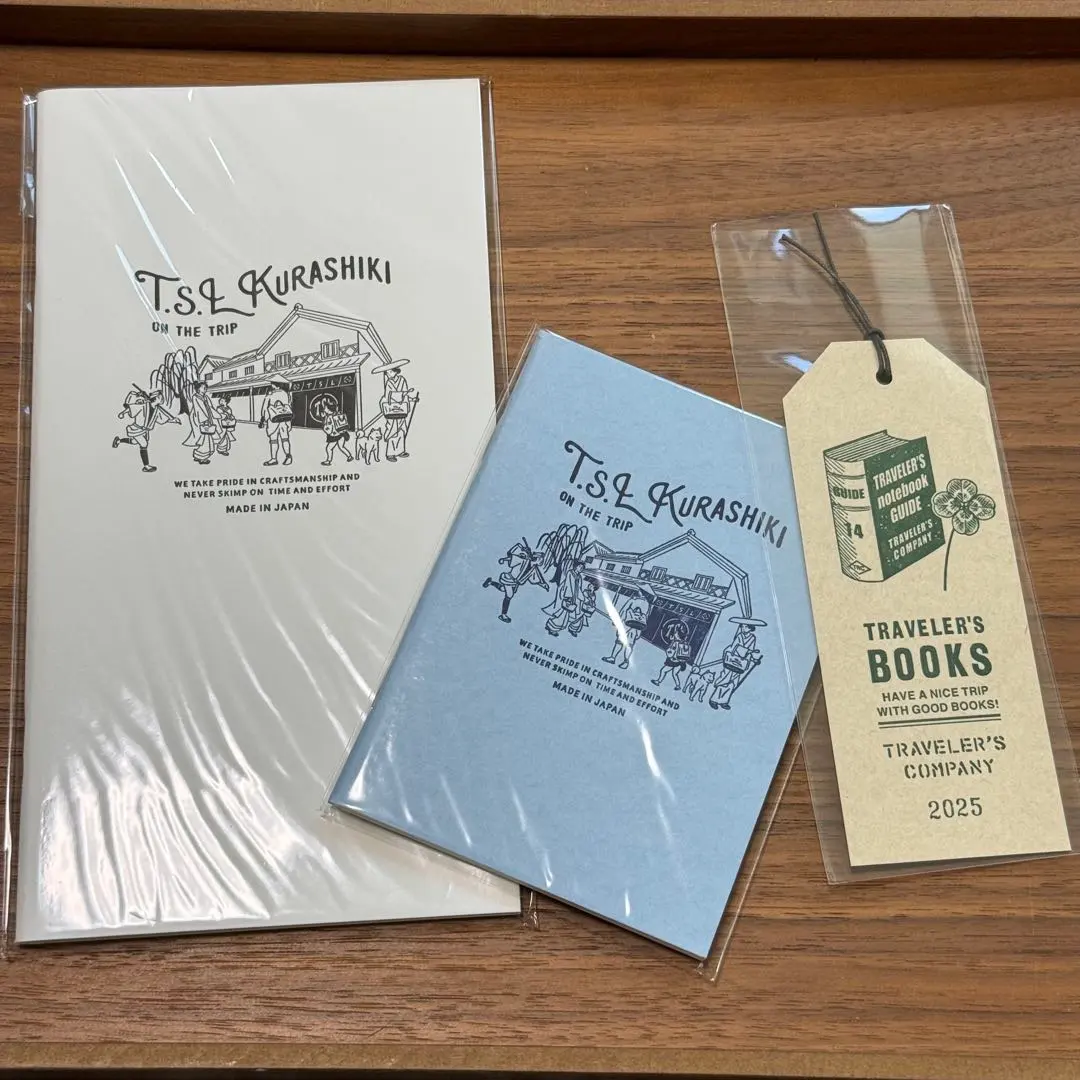 T.S.L KURASHIKI
ON THE TRIP
T S L
WE TAKE PRIDE IN CRAFTSMANSHIP AND
NEVER SKIMP ON TIME AND EFFORT
MADE IN JAPAN
T.S.L KURASHIKI
ON THE TRIP
T S L
WE TAKE PRIDE IN CRAFTSMANSHIP AND
NEVER SKIMP ON TIME AND EFFORT
MADE IN JAPAN
GUIDE
14
TRAVELER'S
notebook
GUIDE
TRAVELER'S
COMPANY
TRAVELER'S
BOOKS
HAVE A NICE TRIP
WITH GOOD BOOKS!
TRAVELER'S
COMPANY
2025